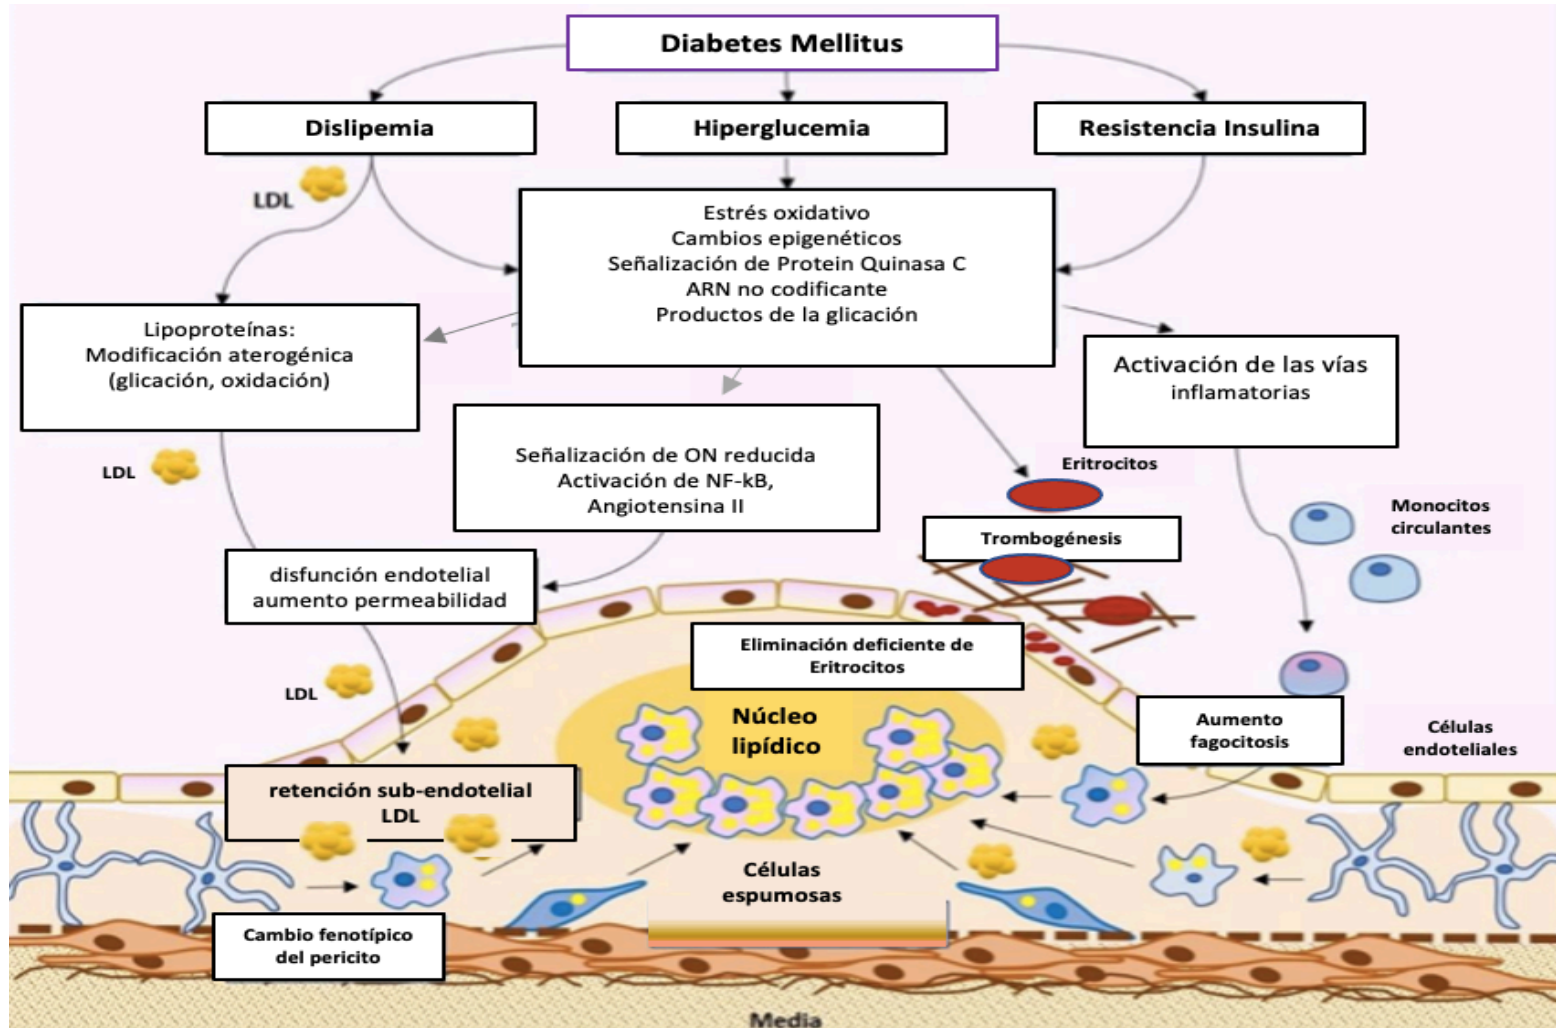 Diabetes Mellitus
Dislipemia
Hiperglucemia
Resistencia Insulina
LDL
Estrés oxidativo
Cambios epigenéticos
Señalización de Protein Quinasa C
ARN no codificante
Productos de la glicación
Lipoproteínas:
Modificación aterogénica
(glicación, oxidación)
Activación de las vías
inflamatorias
LDL
Señalización de ON reducida
Activación de NF-kB,
Angiotensina II
Eritrocitos
Monocitos
circulantes
Trombogénesis
disfunción endotelial
aumento permeabilidad
Eliminación deficiente de
Eritrocitos
LDL
Núcleo
lipídico
Aumento
fagocitosis
Células
endoteliales
retención sub-endotelial
LDL
Células
espumosas
Cambio fenotípico
del pericito
Media